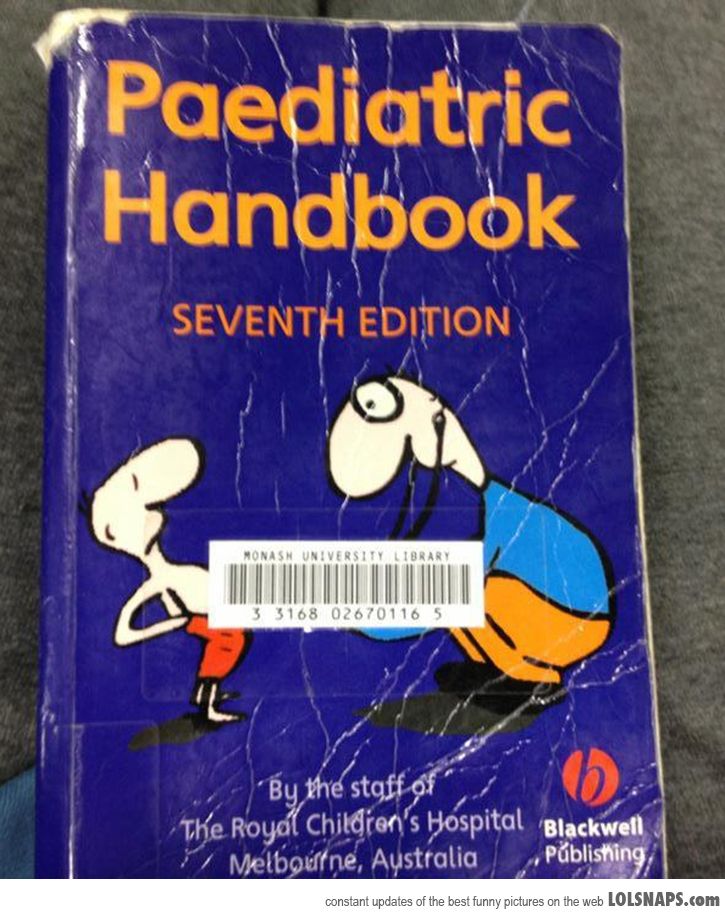 Paediatric
Handbook
SEVENTH EDITION
MONASH UNIVERSITY LIBRARY
3 3168 02670116 5
By the staff of
The Royal Children's Hospital
Melbourne, Australia
b
Blackwell
Publishing
constant updates of the best funny pictures on the web LOLSNAPS.com